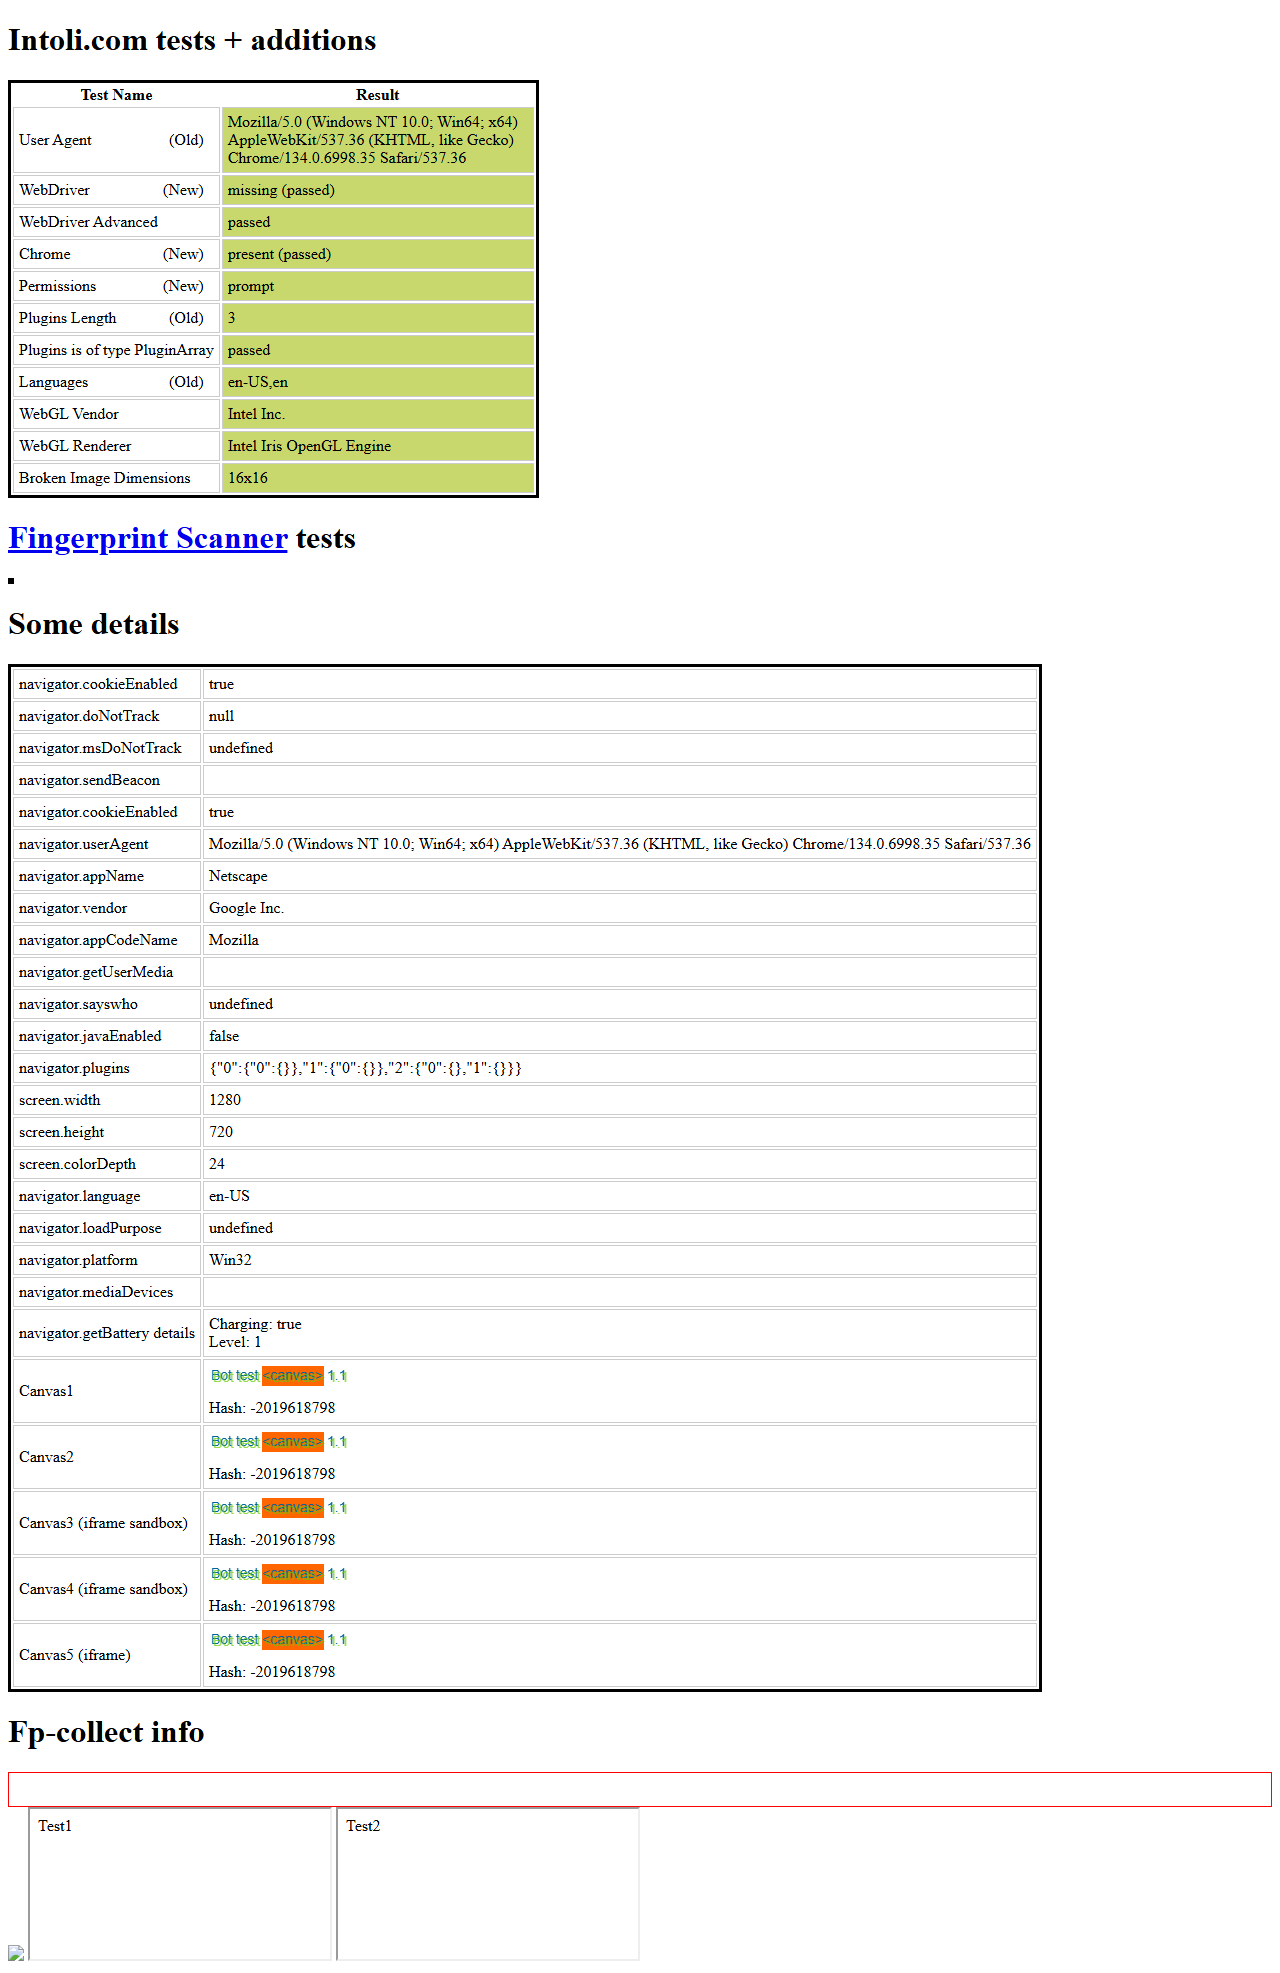 Intoli.com tests + additions
Test Name Result
User Agent (Old) Mozilla/5.0 (Windows NT 10.0; Win64; x64)
AppleWebKit/537.36 (KHTML, like Gecko)
Chrome/134.0.6998.35 Safari/537.36
WebDriver (New) missing (passed)
WebDriver Advanced passed
Chrome (New) present (passed)
Permissions (New) prompt
Plugins Length (Old) 3
Plugins is of type PluginArray passed
Languages (Old) en-US,en
WebGL Vendor Intel Inc.
WebGL Renderer Intel Iris OpenGL Engine
Broken Image Dimensions 16x16
Fingerprint Scanner tests
Some details
navigator.cookieEnabled true
navigator.doNotTrack null
navigator.msDoNotTrack undefined
navigator.sendBeacon
navigator.cookieEnabled true
navigator.userAgent Mozilla/5.0 (Windows NT 10.0; Win64; x64) AppleWebKit/537.36 (KHTML, like Gecko) Chrome/134.0.6998.35 Safari/537.36
navigator.appName Netscape
navigator.vendor Google Inc.
navigator.appCodeName Mozilla
navigator.getUserMedia
navigator.sayswho undefined
navigator.javaEnabled false
navigator.plugins {"0":{"0":{}},"1":{"0":{}},"2":{"0":{},"1":{}}}
screen.width 1280
screen.height 720
screen.colorDepth 24
navigator.language en-US
navigator.loadPurpose undefined
navigator.platform Win32
navigator.mediaDevices
navigator.getBattery details Charging: true
Level: 1
Canvas1 Bot test <canvas> 1.1
Hash: -2019618798
Canvas2 Bot test <canvas> 1.1
Hash: -2019618798
Canvas3 (iframe sandbox) Bot test <canvas> 1.1
Hash: -2019618798
Canvas4 (iframe sandbox) Bot test <canvas> 1.1
Hash: -2019618798
Canvas5 (iframe) Bot test <canvas> 1.1
Hash: -2019618798
Fp-collect info
Test1 Test2